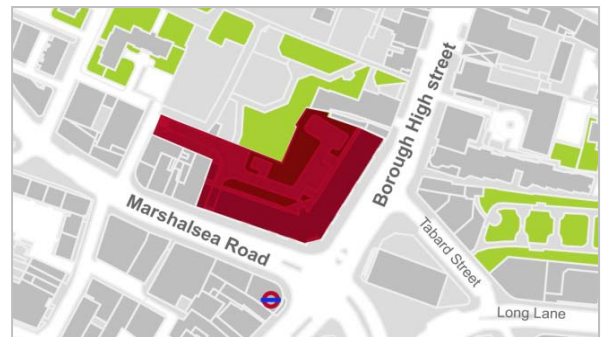 Borough High street
Marshalsea Road
Tabard Street
Long Lane